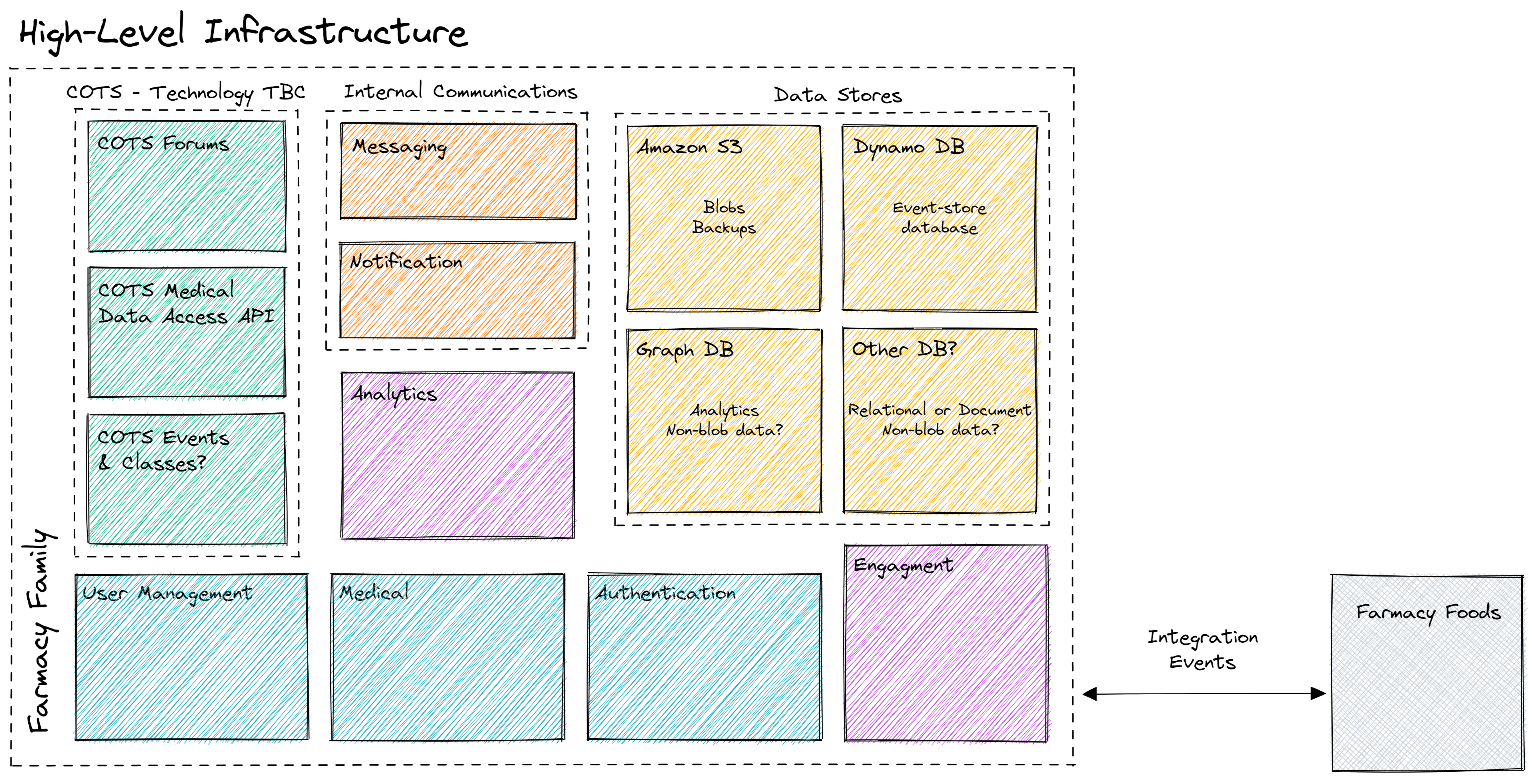 High-Level Infrastructure
COTS - Technology TBC
COTS Forums
COTS Medical
Data Access API
COTS Events
& Classes?
Internal Communications
Messaging
Notification
Analytics
Data Stores
Amazon S3
Blobs
Backups
Dynamo DB
Event-store
database
Graph DB
Analytics
Non-blob data?
Other DB?
Relational or Document
Non-blob data?
Farmacy Family
User Management
Medical
Authentication
Engagment
Integration
Events
Farmacy Foods